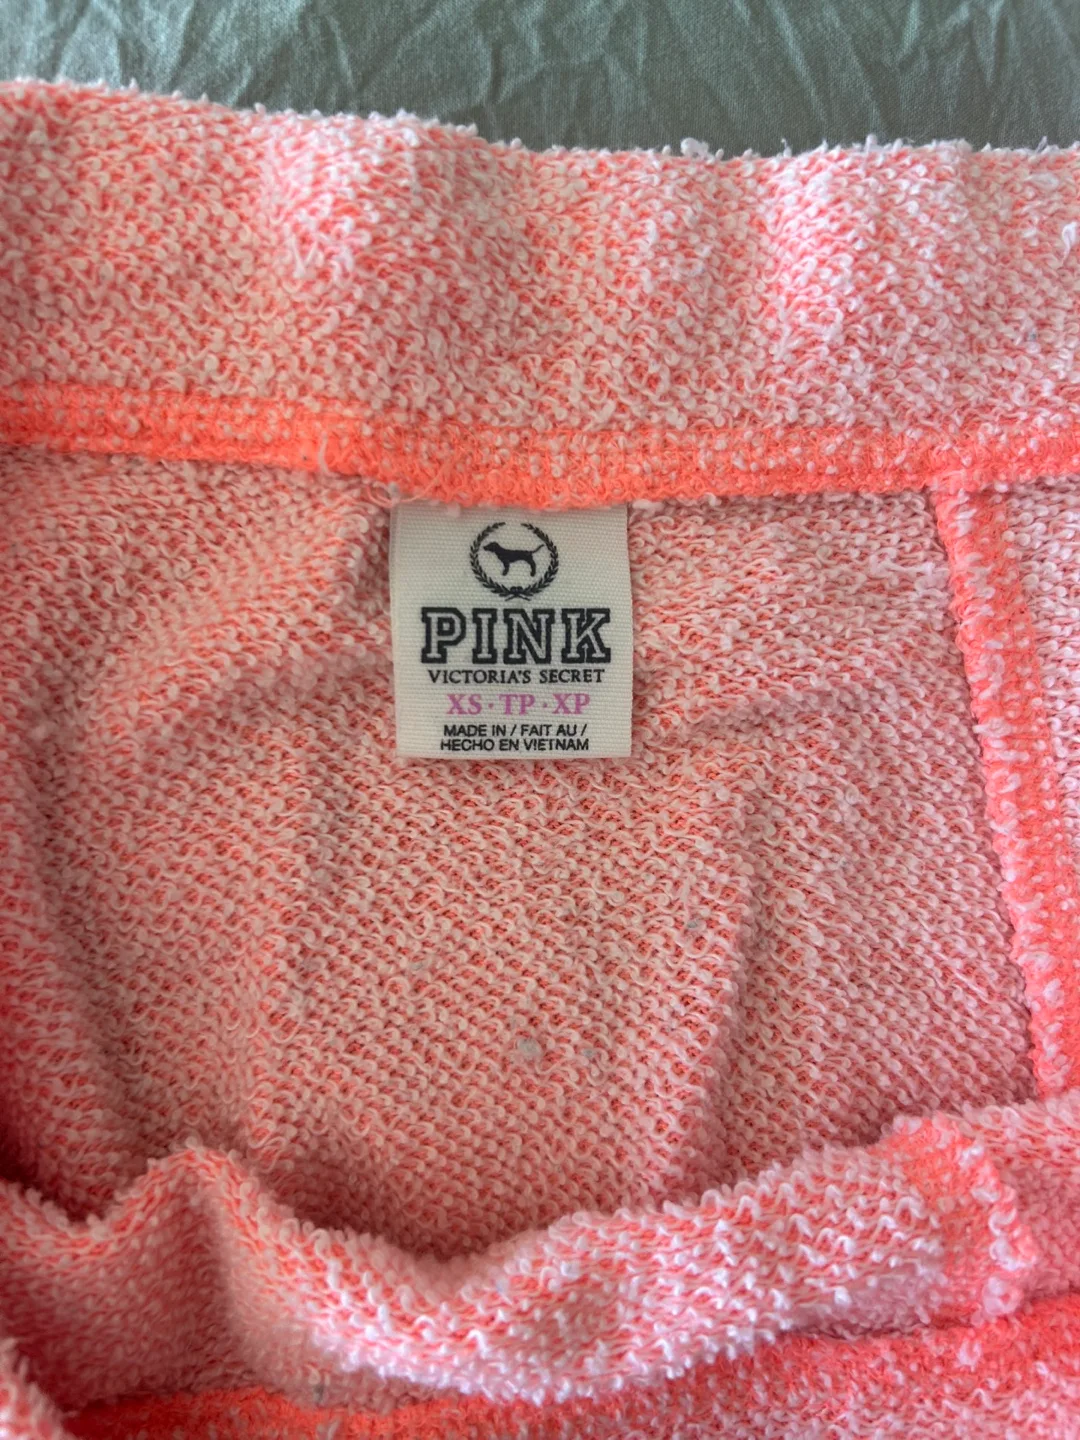 PINK
VICTORIA'S SECRET
XS · TP · XP
MADE IN / FAIT AU /
HECHO EN VIETNAM